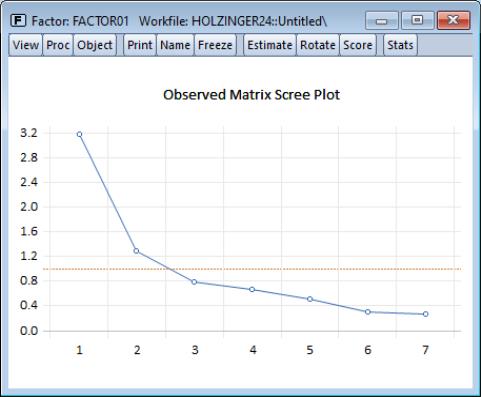 Factor: FACTOR01 Workfile: HOLZINGER24::Untitled\
View Proc Object Print Name Freeze Estimate Rotate Score Stats
Observed Matrix Scree Plot
3.2
2.8
2.4
2.0
1.6
1.2
0.8
0.4
0.0
1 2 3 4 5 6 7